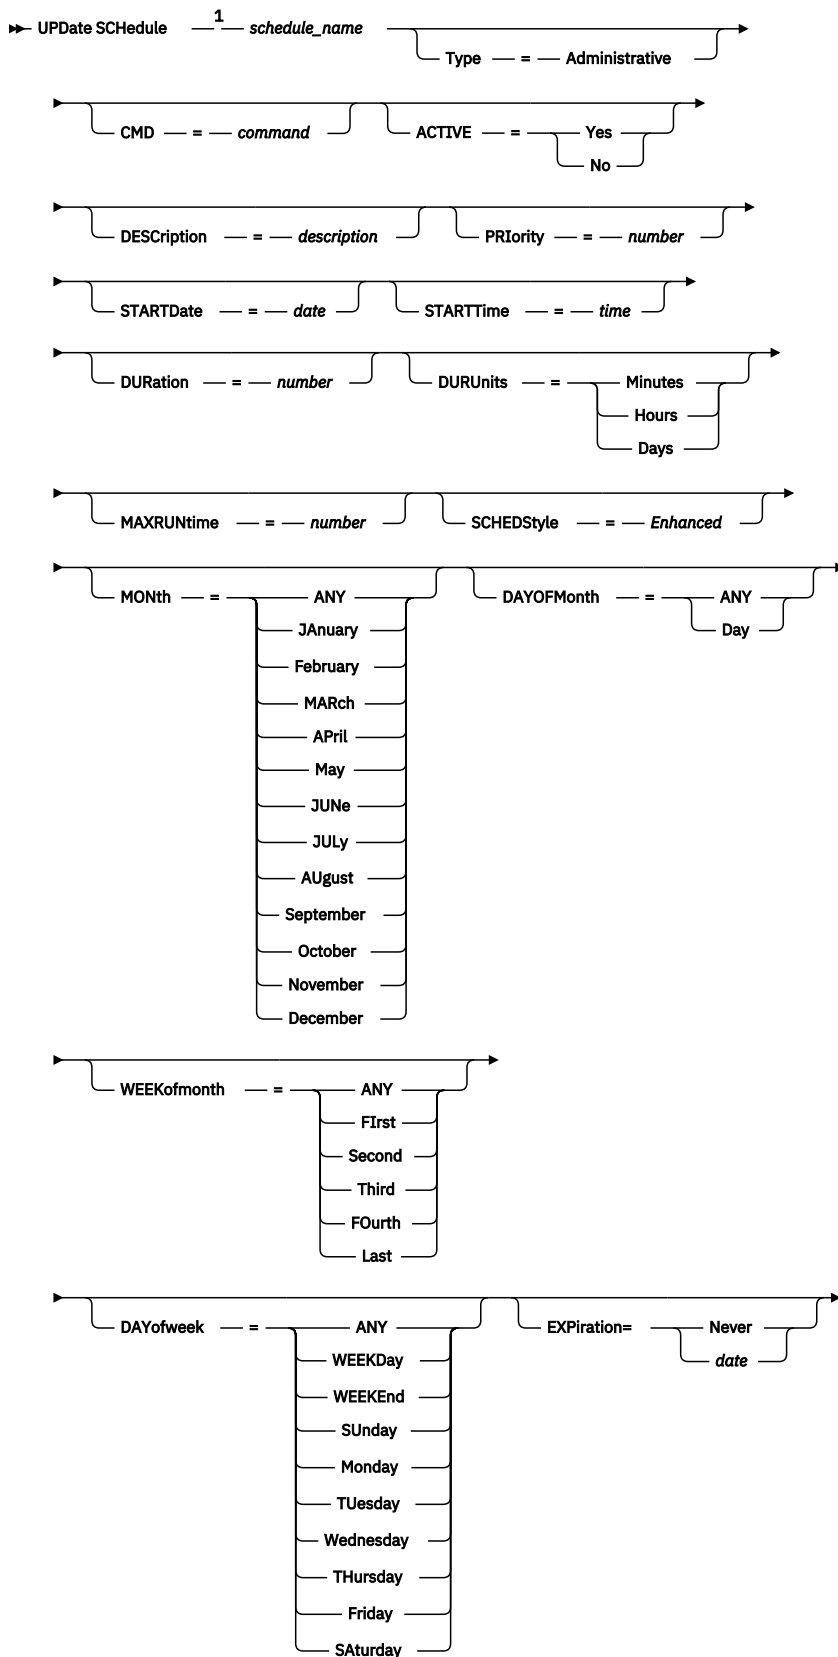 1
UPDate SCHedule schedule_name
Type = Administrative
CMD = command ACTIVE = Yes
No
DESCription = description PRIority = number
STARTDate = date STARTTime = time
DURation = number DURUnits = Minutes
Hours
Days
MAXRUNtime = number SCHEDStyle = Enhanced
MONth = ANY DAYOFMonth = ANY
JAnuary Day
February
MARch
APril
May
JUNe
JULy
AUgust
September
October
November
December
WEEKofmonth = ANY
FIrst
Second
Third
FOurth
Last
DAYofweek = ANY EXPiration= Never
WEEKDay date
WEEKEnd
SUnday
Monday
TUesday
Wednesday
THursday
Friday
SAturday